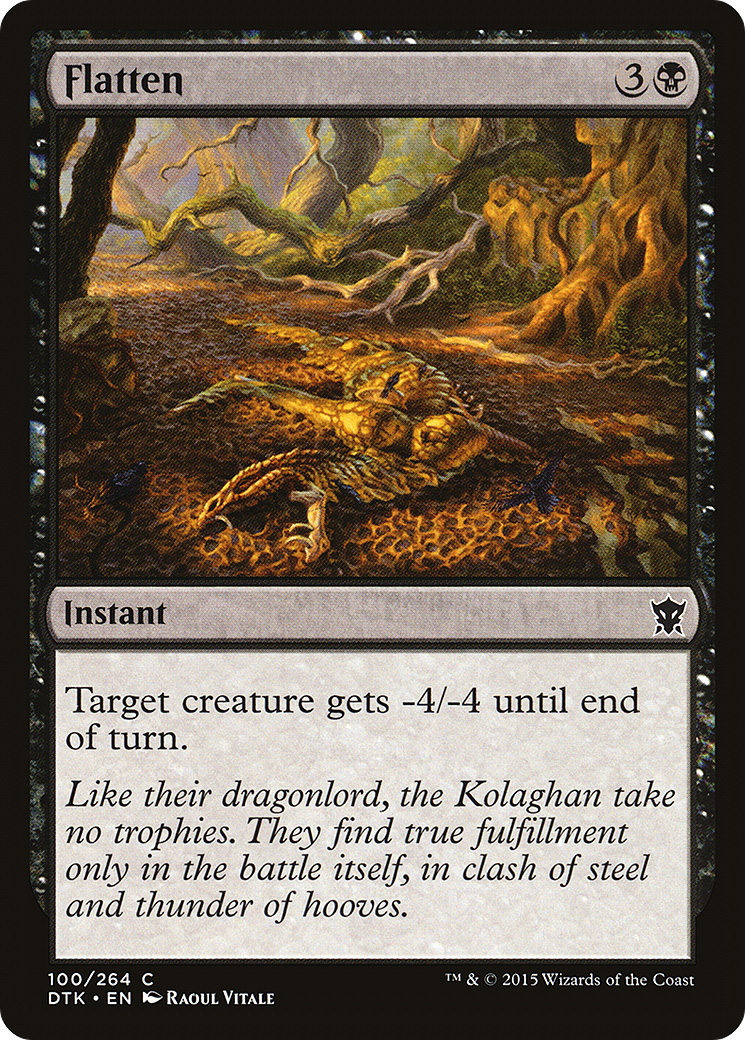 Flatten 3
Instant
Target creature gets -4/-4 until end
of turn.
Like their dragonlord, the Kolaghan take
no trophies. They find true fulfillment
only in the battle itself, in clash of steel
and thunder of hooves.
100/264 C
DTK • EN Raoul Vitale
™ & © 2015 Wizards of the Coast